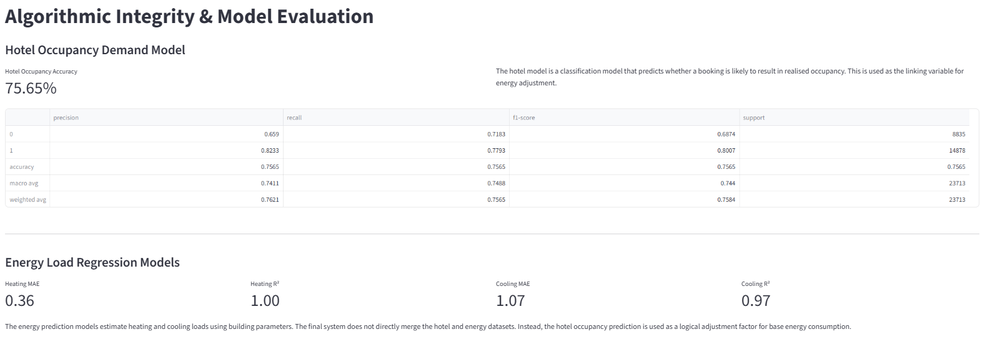 Algorithmic Integrity & Model Evaluation
Hotel Occupancy Demand Model
Hotel Occupancy Accuracy
75.65%
The hotel model is a classification model that predicts whether a booking is likely to result in realised occupancy. This is used as the linking variable for
energy adjustment.
precision recall f1-score support
0 0.659 0.7183 0.6874 8835
1 0.8233 0.7793 0.8007 14878
accuracy 0.7565 0.7565 0.7565 0.7565
macro avg 0.7411 0.7488 0.744 23713
weighted avg 0.7621 0.7565 0.7584 23713
Energy Load Regression Models
Heating MAE Heating R² Cooling MAE Cooling R²
0.36 1.00 1.07 0.97
The energy prediction models estimate heating and cooling loads using building parameters. The final system does not directly merge the hotel and energy datasets. Instead, the hotel occupancy prediction is used as a logical adjustment factor for base energy consumption.